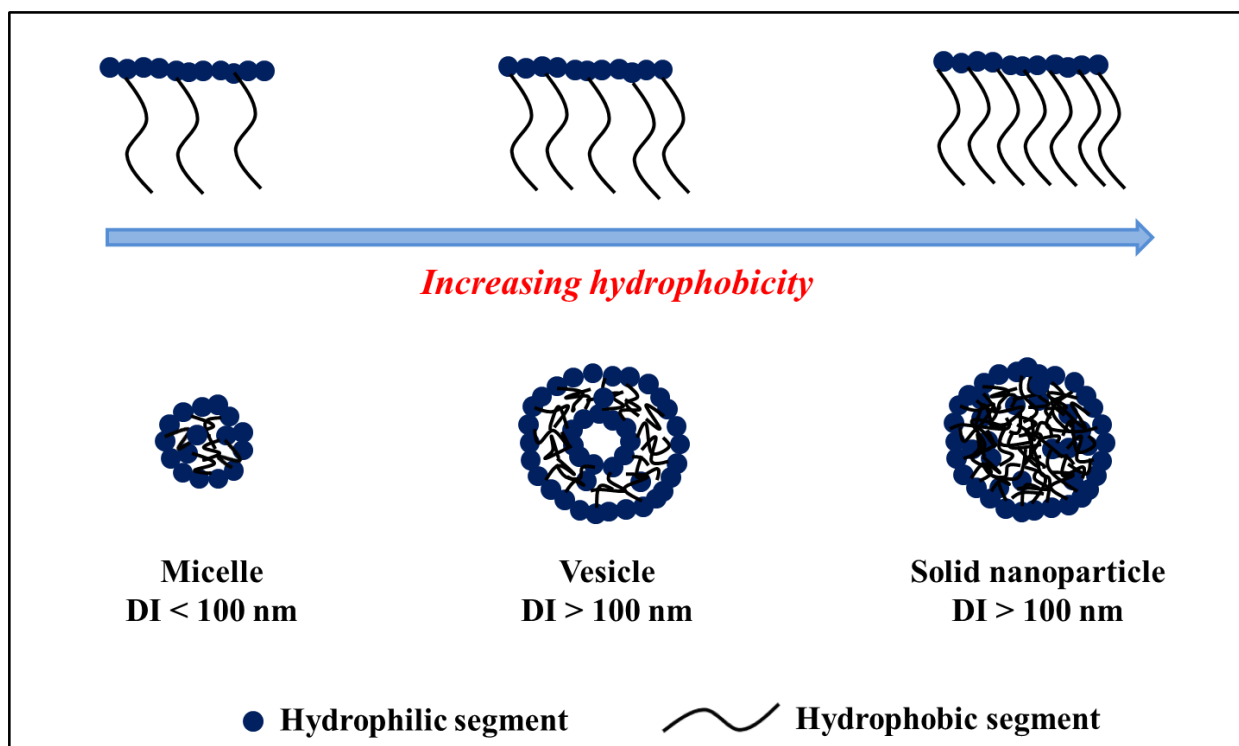 Increasing hydrophobicity
Micelle
DI < 100 nm
Vesicle
DI > 100 nm
Solid nanoparticle
DI > 100 nm
Hydrophilic segment
Hydrophobic segment